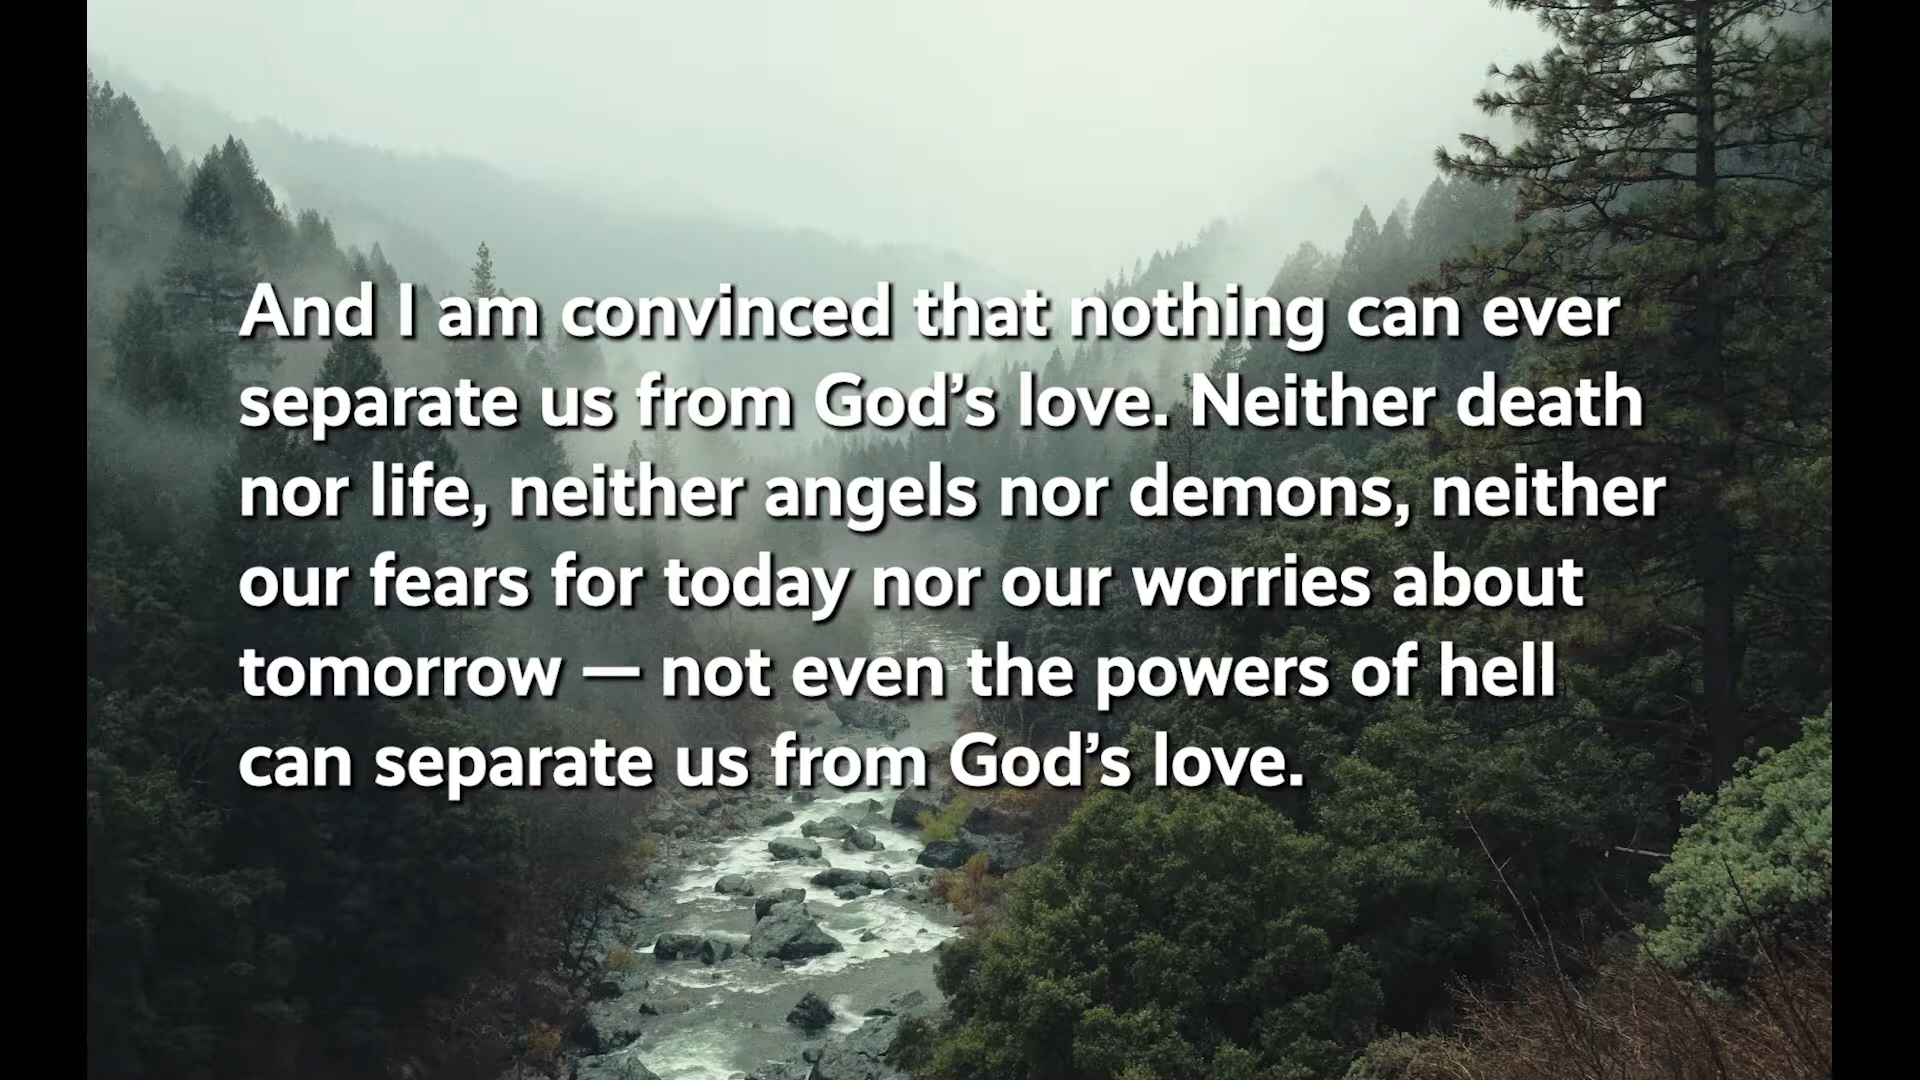 And I am convinced that nothing can ever
separate us from God’s love. Neither death
nor life, neither angels nor demons, neither
our fears for today nor our worries about
tomorrow — not even the powers of hell
can separate us from God’s love.